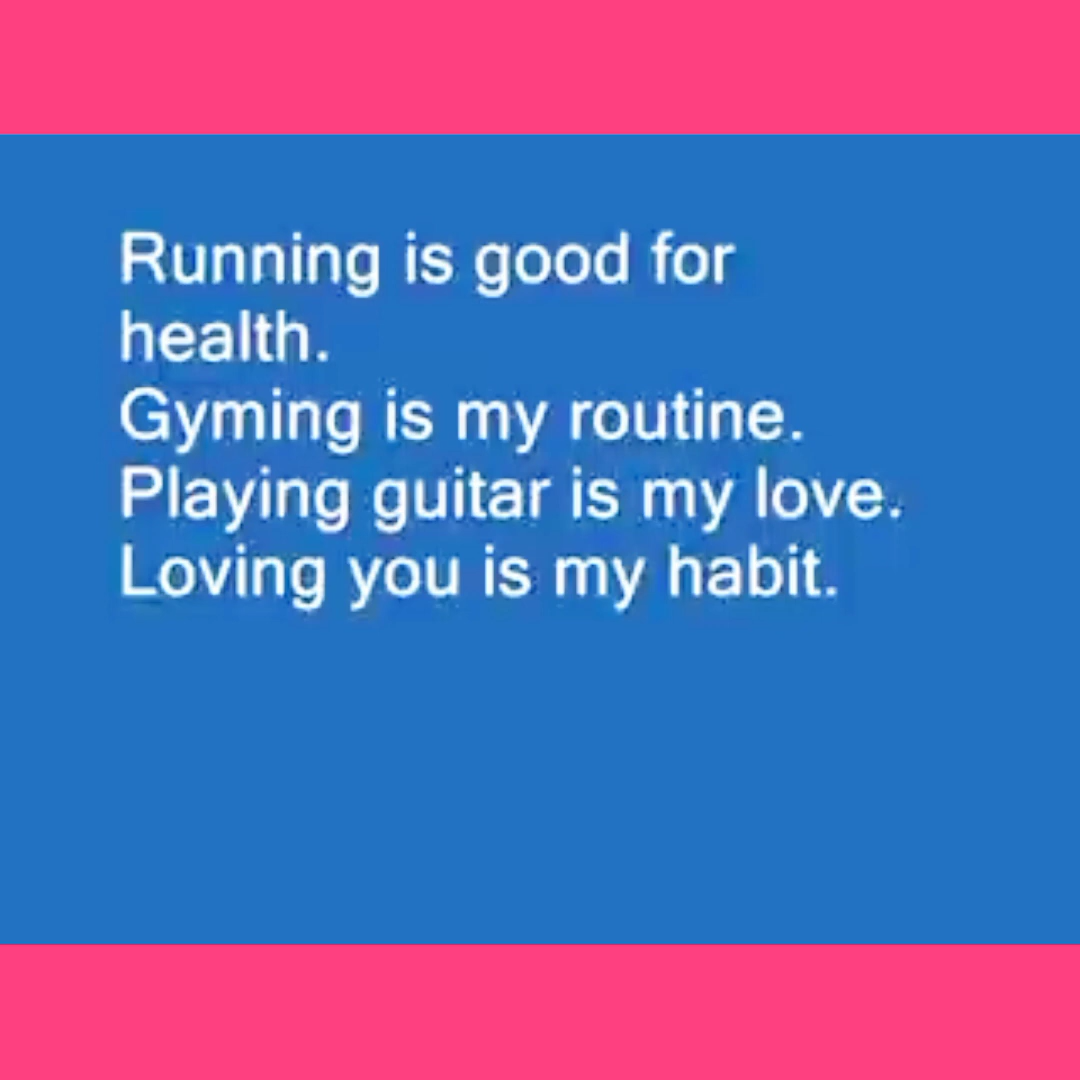 Running is good for
health.
Gyming is my routine.
Playing guitar is my love.
Loving you is my habit.